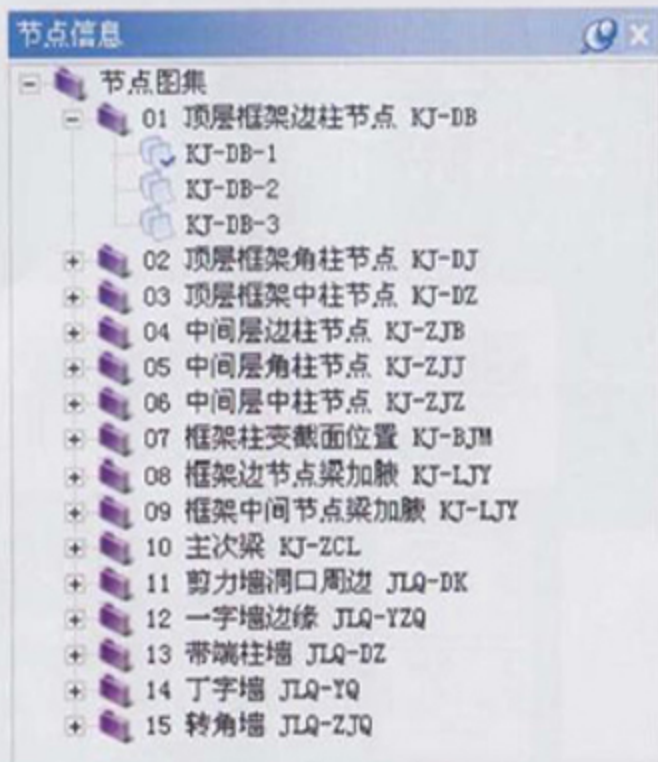 节点信息
节点图集
01 顶层框架边柱节点 KJ-DB
KJ-DB-1
KJ-DB-2
KJ-DB-3
02 顶层框架角柱节点 KJ-DJ
03 顶层框架中柱节点 KJ-DZ
04 中间层边柱节点 KJ-ZJB
05 中间层角柱节点 KJ-ZJJ
06 中间层中柱节点 KJ-ZJZ
07 框架柱变截面位置 KJ-BJM
08 框架边节点梁加腋 KJ-LJY
09 框架中间节点梁加腋 KJ-LJY
10 主次梁 KJ-ZCL
11 剪力墙洞口周边 JLQ-DK
12 一字墙边缘 JLQ-YZQ
13 带端柱墙 JLQ-DZ
14 丁字墙 JLQ-YQ
15 转角墙 JLQ-ZJQ